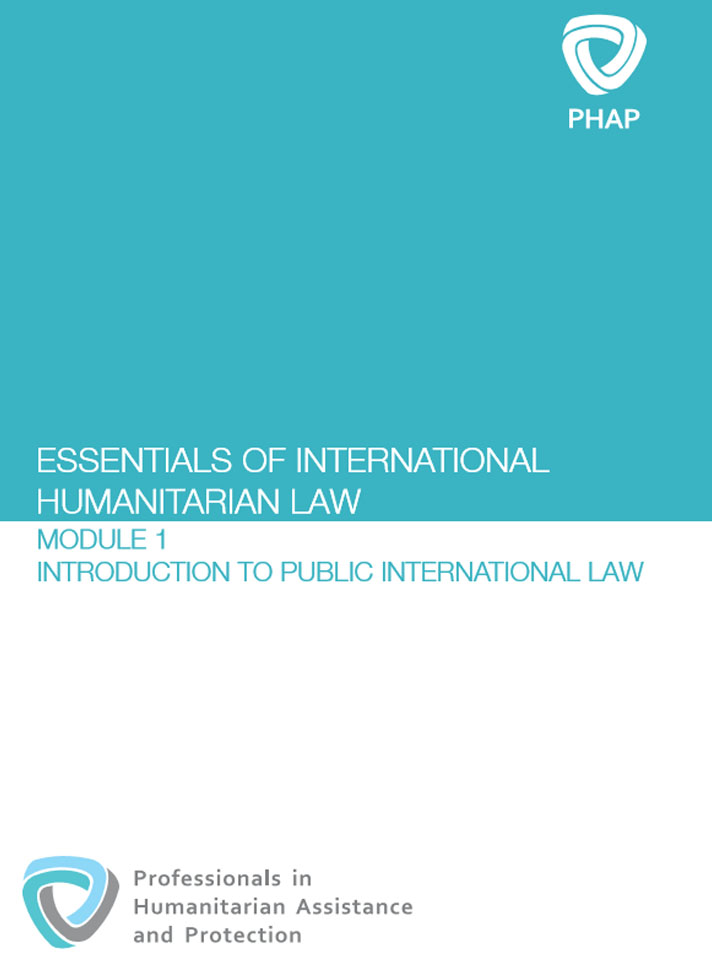 PHAP
ESSENTIALS OF INTERNATIONAL
HUMANITARIAN LAW
MODULE 1
INTRODUCTION TO PUBLIC INTERNATIONAL LAW
Professionals in
Humanitarian Assistance
and Protection